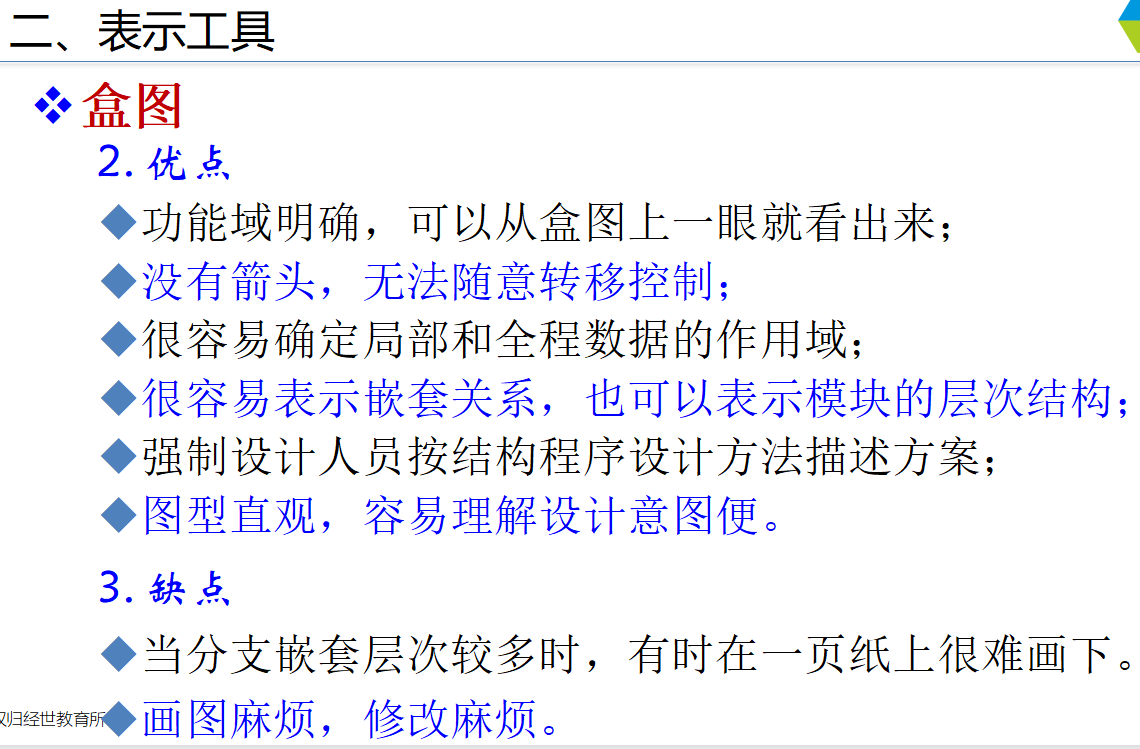 二、表示工具
盒图
2. 优点
功能域明确，可以从盒图上一眼就看出来；
没有箭头，无法随意转移控制；
很容易确定局部和全程数据的作用域；
很容易表示嵌套关系，也可以表示模块的层次结构；
强制设计人员按结构程序设计方法描述方案；
图型直观，容易理解设计意图便。
3. 缺点
当分支嵌套层次较多时，有时在一页纸上很难画下。
归经世教育所
画图麻烦，修改麻烦。